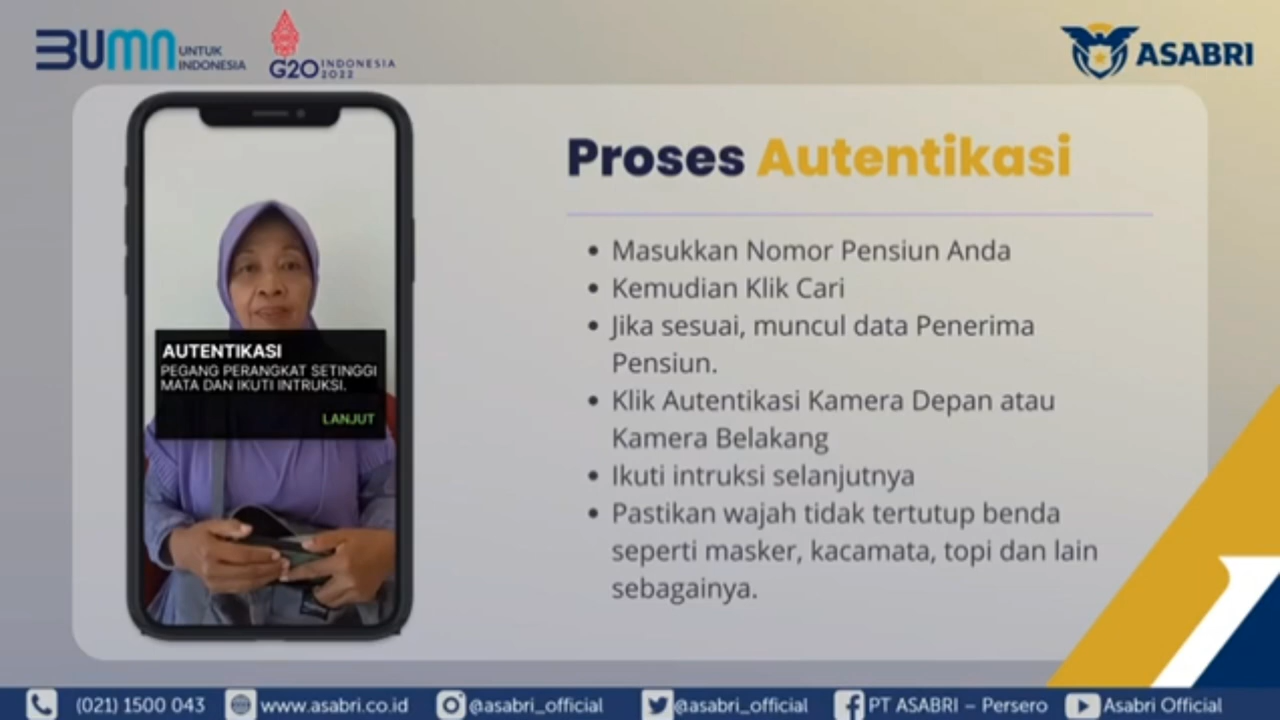 BUMN UNTUK
INDONESIA
G20 INDONESIA
2022
ASABRI
Proses Autentikasi
• Masukkan Nomor Pensiun Anda
• Kemudian Klik Cari
• Jika sesuai, muncul data Penerima
Pensiun.
• Klik Autentikasi Kamera Depan atau
Kamera Belakang
• Ikuti intruksi selanjutnya
• Pastikan wajah tidak tertutup benda
seperti masker, kacamata, topi dan lain
sebagainya.
AUTENTIKASI
PEGANG PERANGKAT SETINGGI
MATA DAN IKUTI INTRUKSI.
LANJUT
(021) 1500 043 www.asabri.co.id @asabri_official @asabri_official PT ASABRI – Persero Asabri Official